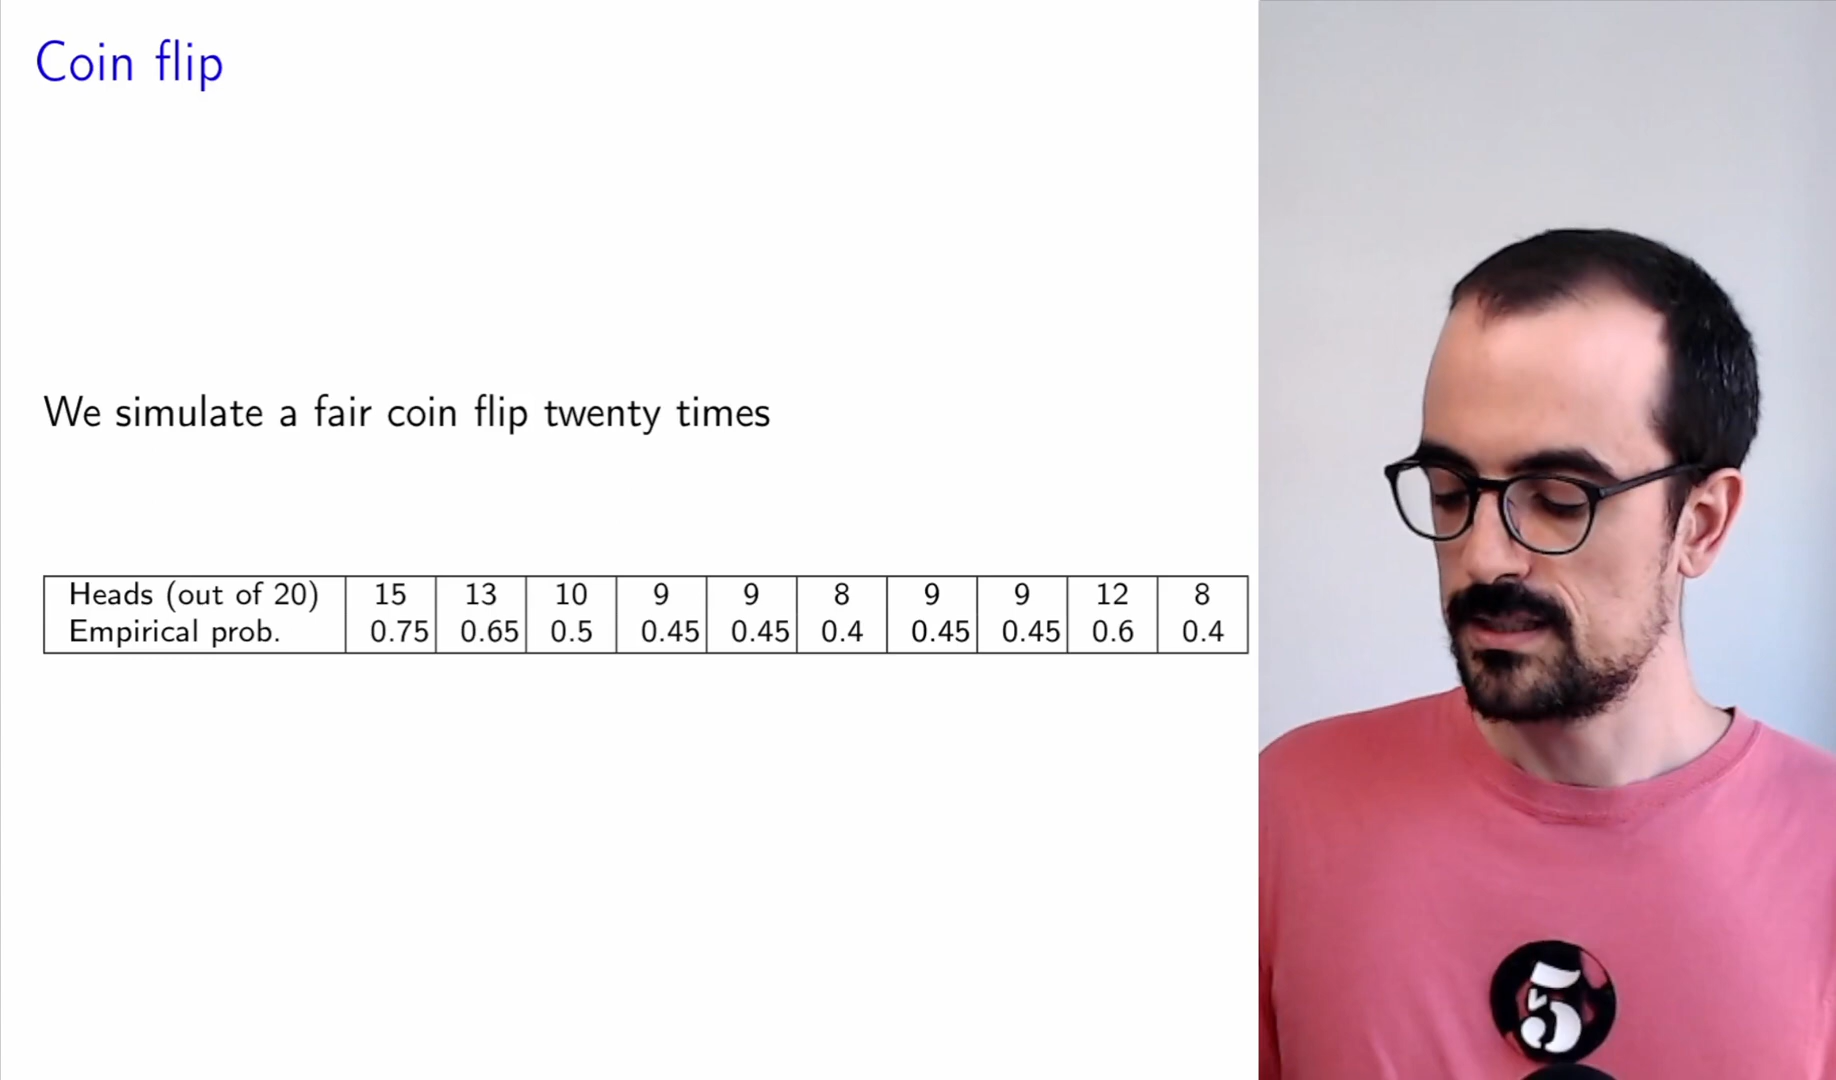 Coin flip
We simulate a fair coin flip twenty times
Heads (out of 20) 15 13 10 9 9 8 9 9 12 8
Empirical prob. 0.75 0.65 0.5 0.45 0.45 0.4 0.45 0.45 0.6 0.4
5